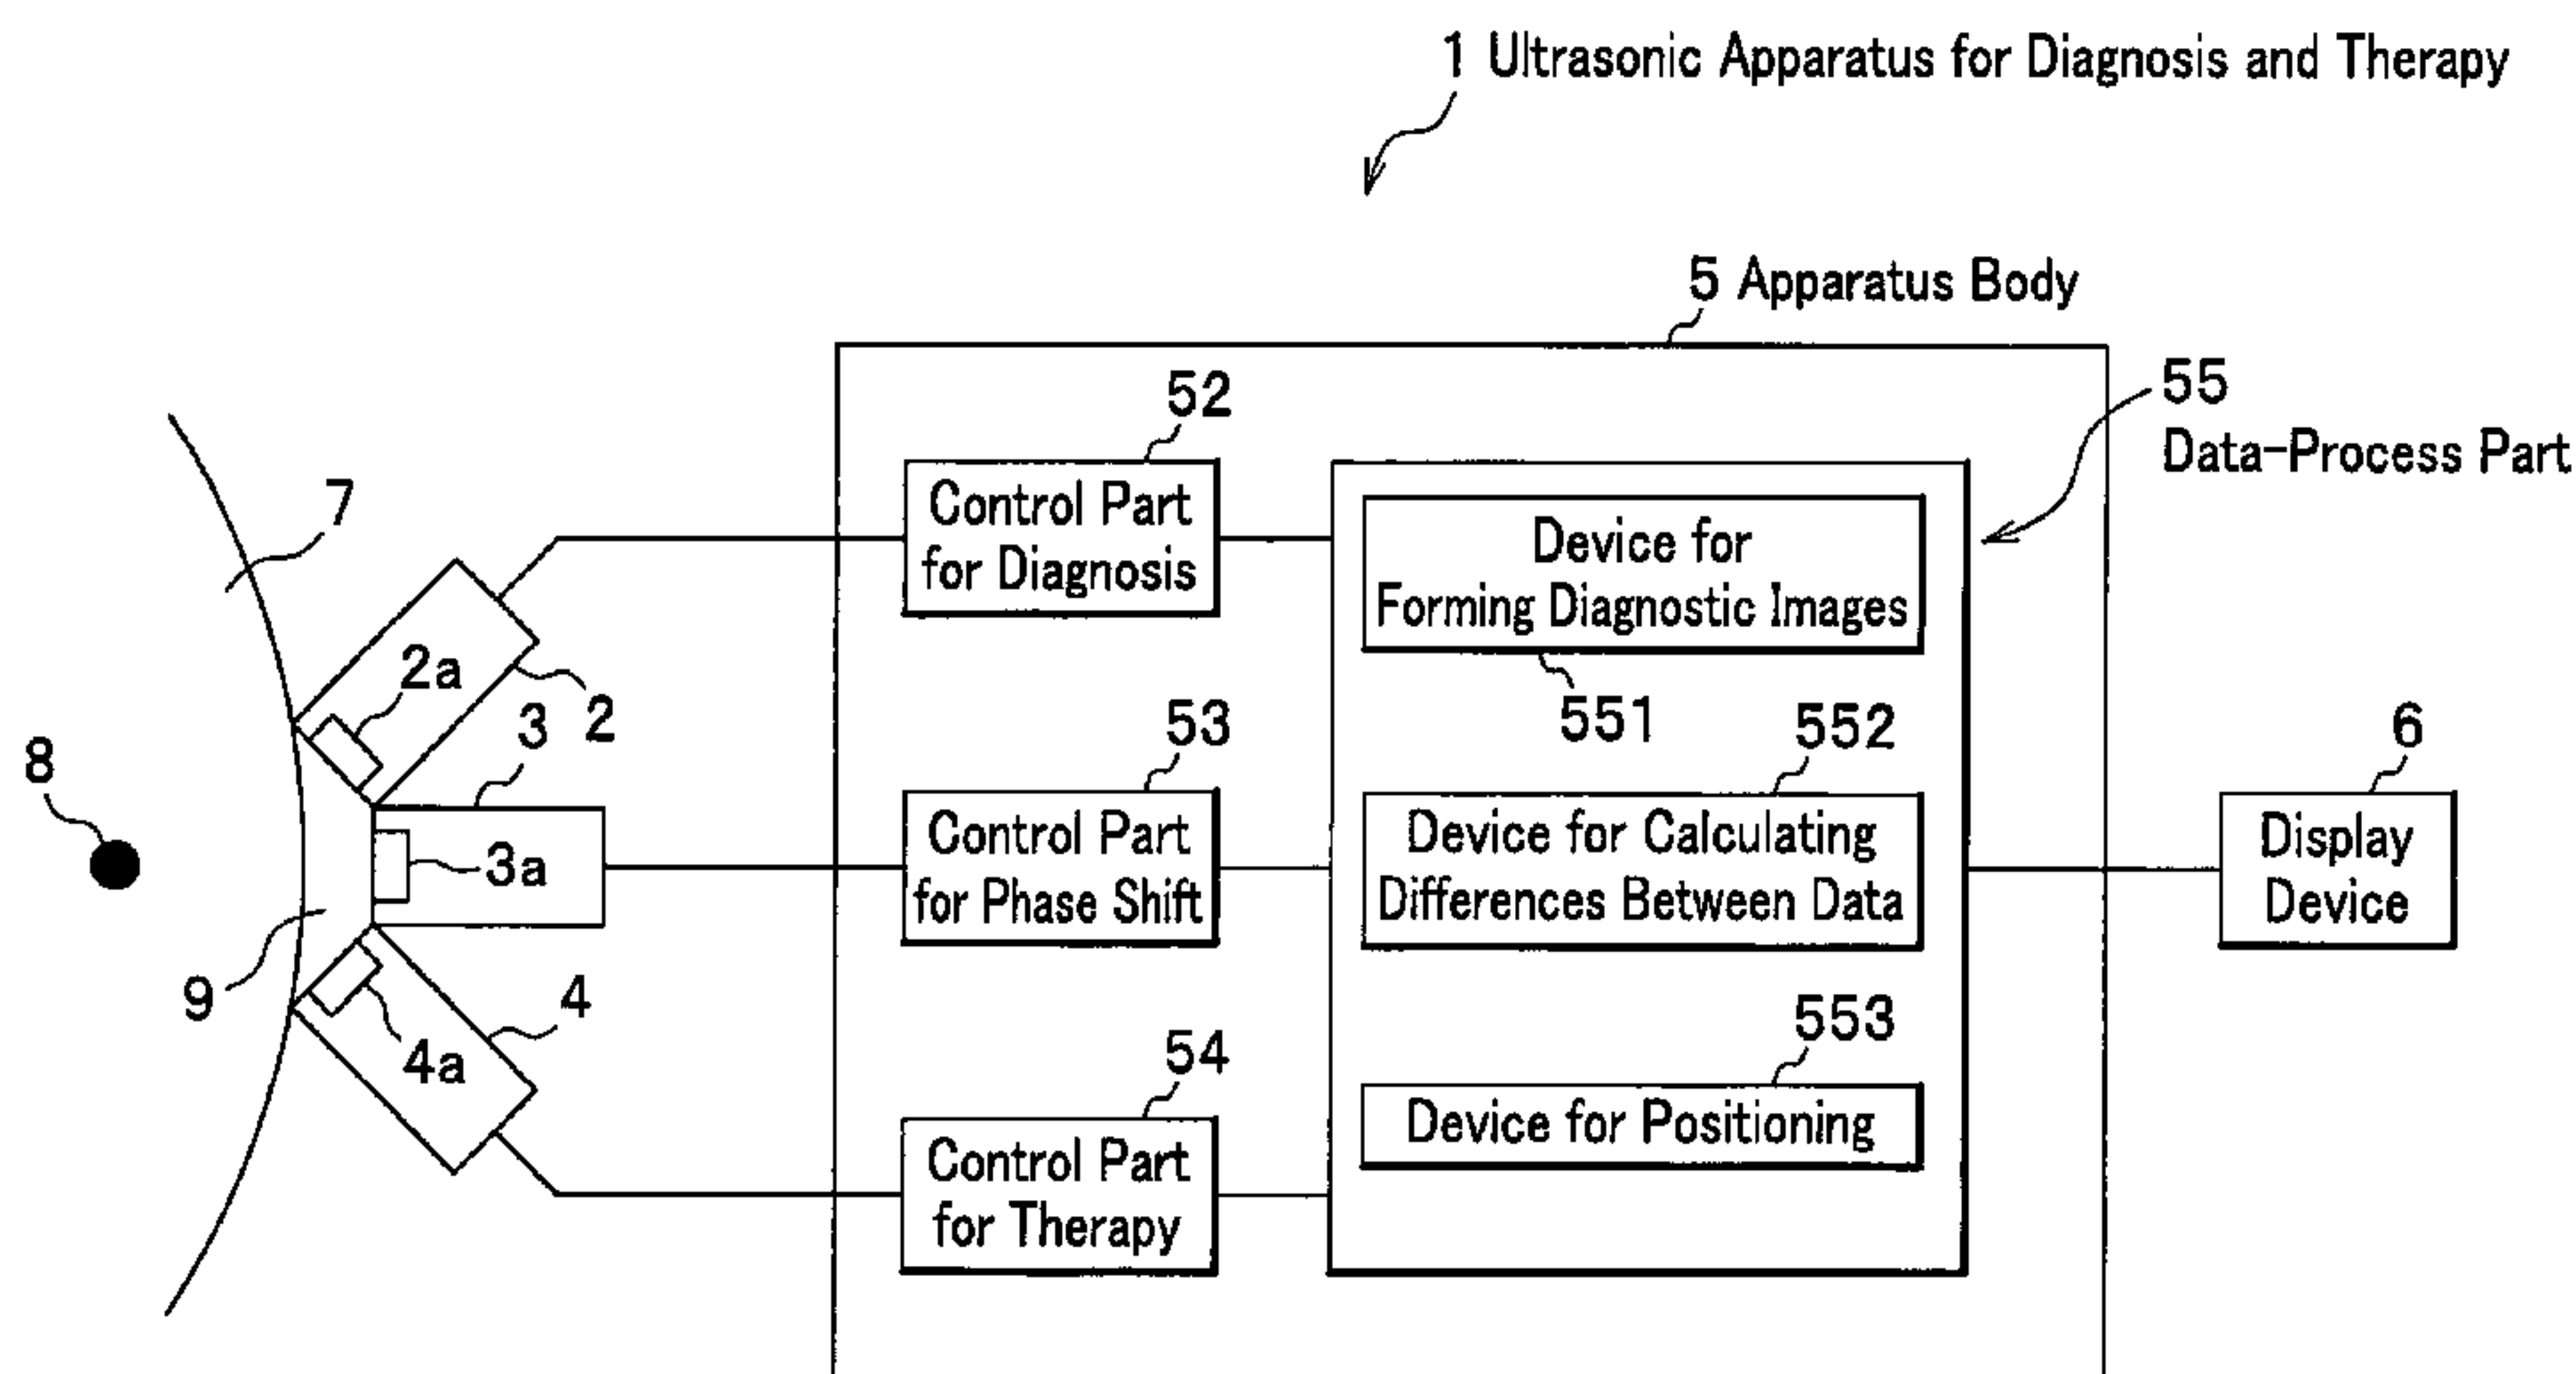 1 Ultrasonic Apparatus for Diagnosis and Therapy
5 Apparatus Body
55
Data-Process Part
52
Control Part
for Diagnosis
Device for
Forming Diagnostic Images
551
7
2a
2
3
3a
8
9
4
4a
53
Control Part
for Phase Shift
552
Device for Calculating
Differences Between Data
6
Display
Device
54
Control Part
for Therapy
553
Device for Positioning